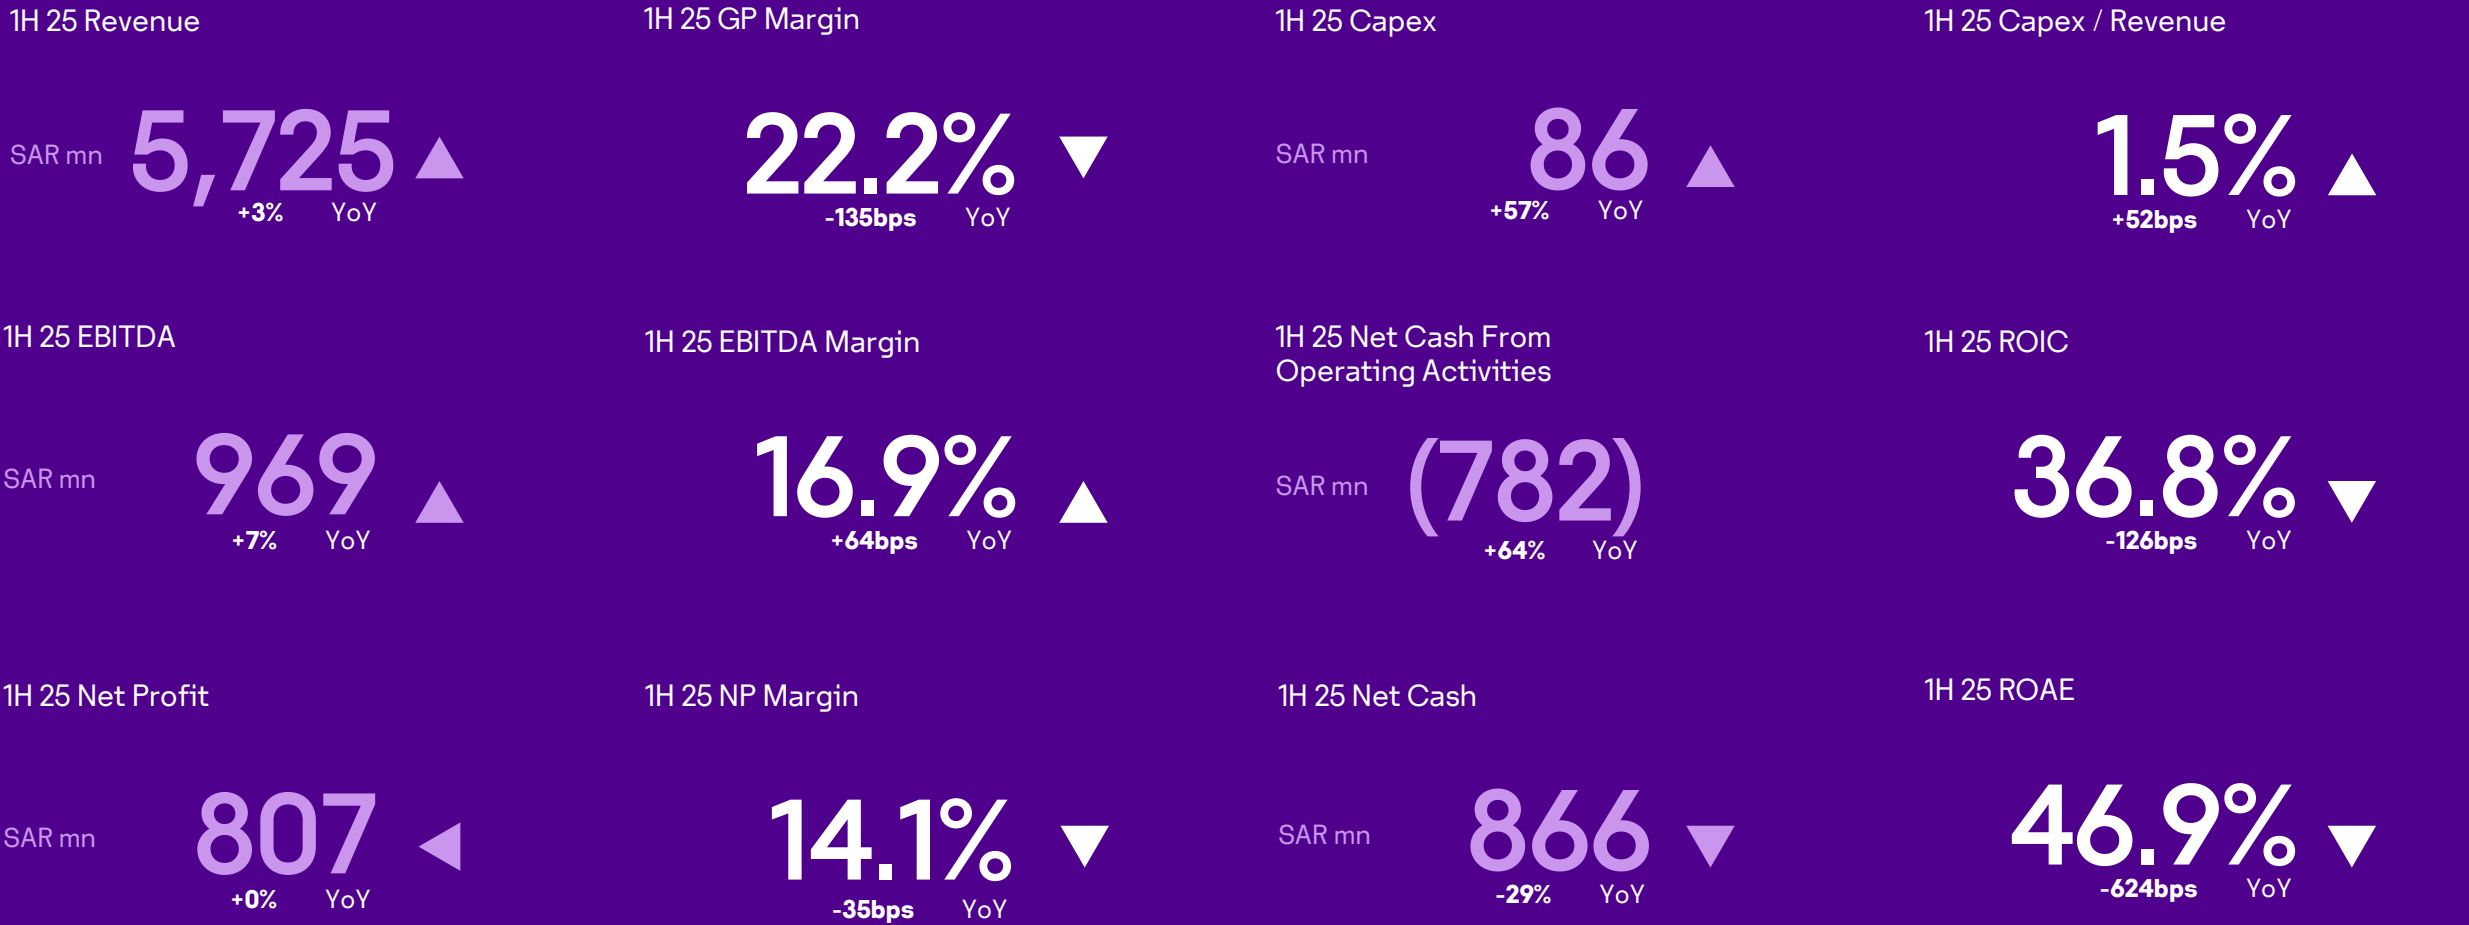 1H 25 Revenue
SAR mn 5,725
+3% YoY
1H 25 GP Margin
22.2%
-135bps YoY
1H 25 Capex
SAR mn 86
+57% YoY
1H 25 Capex / Revenue
1.5%
+52bps YoY
1H 25 EBITDA
SAR mn 969
+7% YoY
1H 25 EBITDA Margin
16.9%
+64bps YoY
1H 25 Net Cash From
Operating Activities
SAR mn (782)
+64% YoY
1H 25 ROIC
36.8%
-126bps YoY
1H 25 Net Profit
SAR mn 807
+0% YoY
1H 25 NP Margin
14.1%
-35bps YoY
1H 25 Net Cash
SAR mn 866
-29% YoY
1H 25 ROAE
46.9%
-624bps YoY